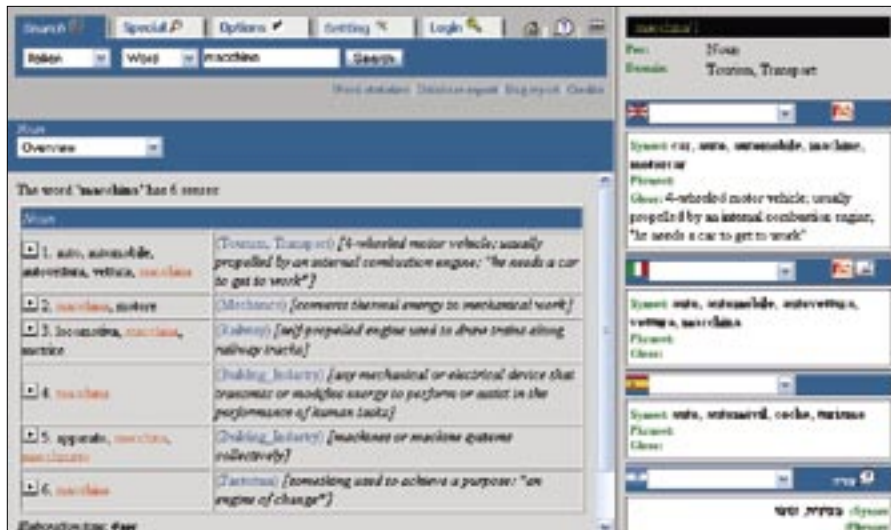 Search Special Options Setting Login
Italian Word macchina Search
Word statistics Database report Bug report Credits
Noun
Overview
The word "macchina" has 6 senses
Noun
1. auto, automobile, autovettura, vettura, macchina
(Tourism, Transport) [4-wheeled motor vehicle; usually
propelled by an internal combustion engine; "he needs a car
to get to work"]
2. macchina, motore
(Mechanics) [converts thermal energy to mechanical work]
3. locomotiva, macchina, motrice
(Railway) [self-propelled engine used to draw trains along
railway tracks]
4. macchina
(Building_Industry) [any mechanical or electrical device that
transmits or modifies energy to perform or assist in the
performance of human tasks]
5. apparato, macchina, macchinario
(Building_Industry) [machines or machine systems
collectively]
6. macchina
(Factotum) [something used to achieve a purpose: "an
engine of change"]
Elaboration time:
macchina
Pos: Noun
Domain: Tourism, Transport
Synset: car, auto, automobile, machine,
motorcar
Phraset:
Gloss: 4-wheeled motor vehicle; usually
propelled by an internal combustion engine;
"he needs a car to get to work"
Synset: auto, automobile, autovettura,
vettura, macchina
Phraset:
Gloss:
Synset: auto, automóvil, coche, turismo
Phraset:
Gloss:
עברית
Synset: מכונית
Phraset: